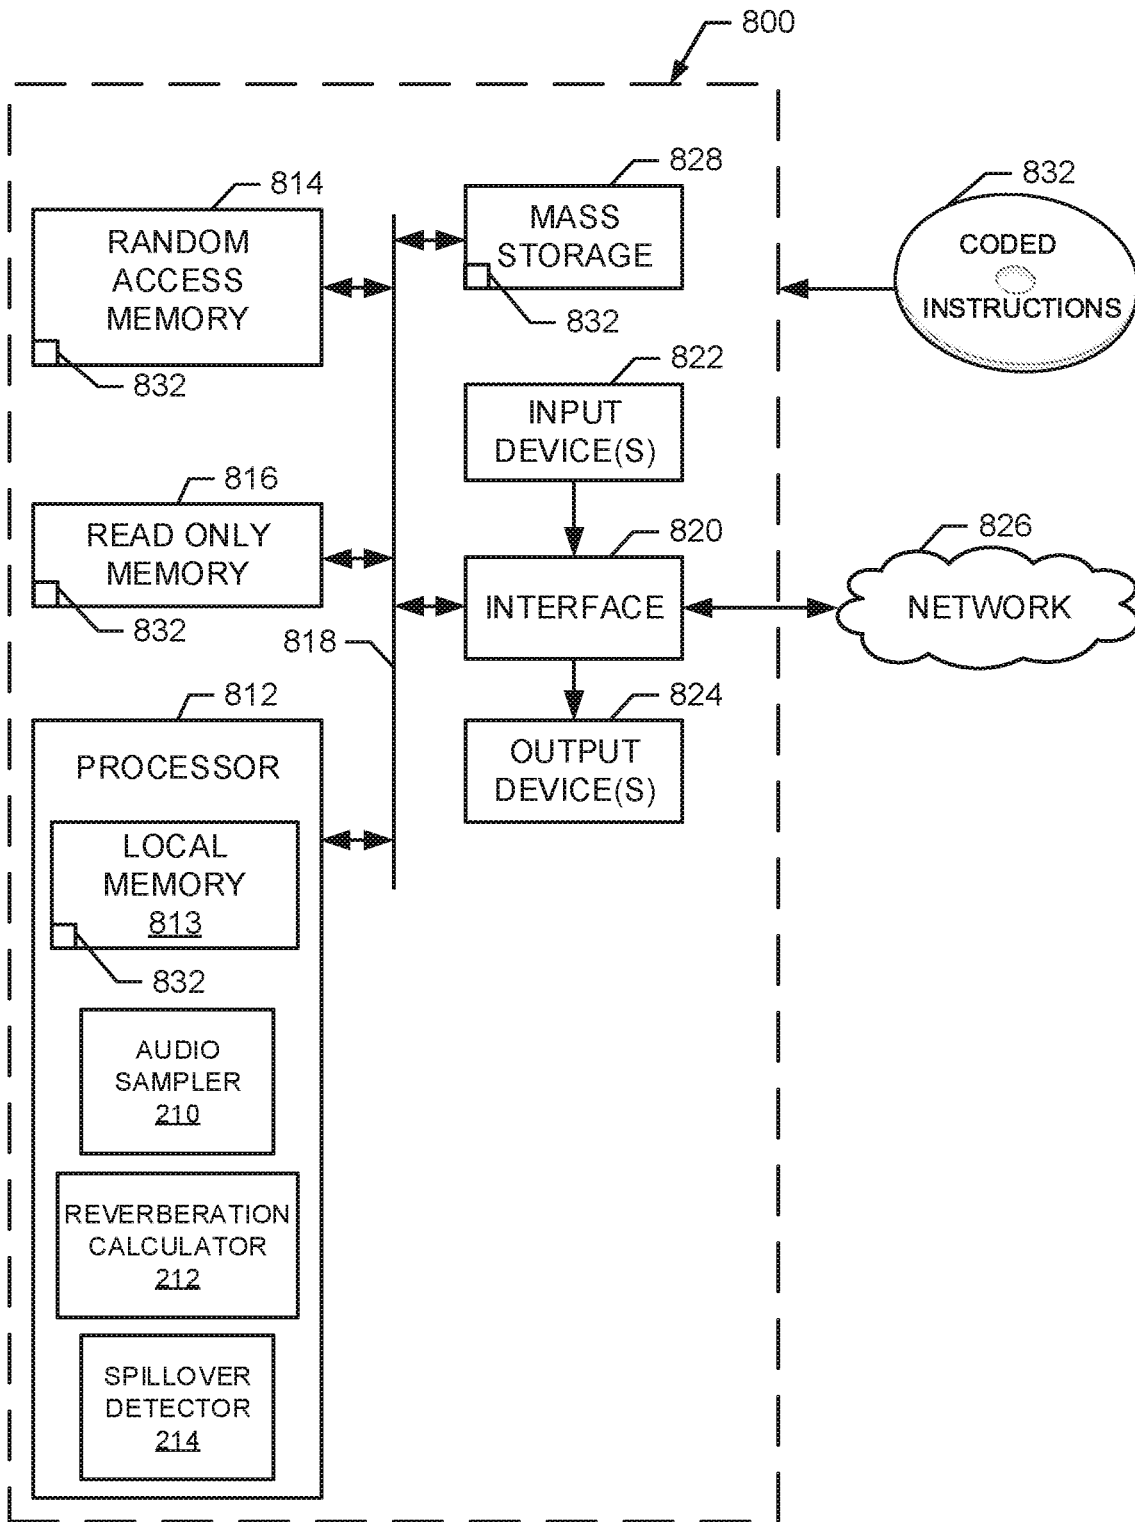 800
814
RANDOM
ACCESS
MEMORY
832
828
MASS
STORAGE
832
832
CODED
INSTRUCTIONS
822
INPUT
DEVICE(S)
816
READ ONLY
MEMORY
832
820
INTERFACE
826
NETWORK
818
824
OUTPUT
DEVICE(S)
812
PROCESSOR
LOCAL
MEMORY
813
832
AUDIO
SAMPLER
210
REVERBERATION
CALCULATOR
212
SPILLOVER
DETECTOR
214